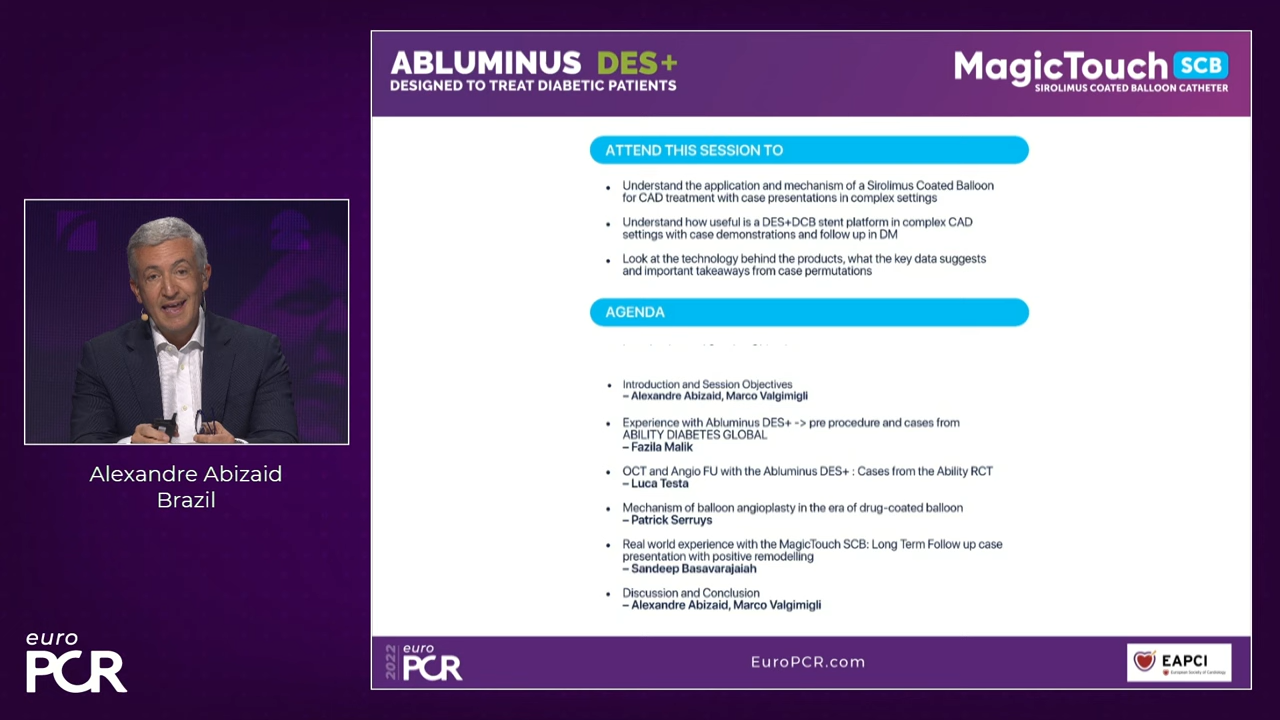 ABLUMINUS DES+
DESIGNED TO TREAT DIABETIC PATIENTS
MagicTouch SCB
SIROLIMUS COATED BALLOON CATHETER
ATTEND THIS SESSION TO
• Understand the application and mechanism of a Sirolimus Coated Balloon
for CAD treatment with case presentations in complex settings
• Understand how useful is a DES+DCB stent platform in complex CAD
settings with case demonstrations and follow up in DM
• Look at the technology behind the products, what the key data suggests
and important takeaways from case permutations
AGENDA
• Introduction and Session Objectives
– Alexandre Abizaid, Marco Valgimigli
• Experience with Abluminus DES+ -> pre procedure and cases from
ABILITY DIABETES GLOBAL
– Fazila Malik
• OCT and Angio FU with the Abluminus DES+ : Cases from the Ability RCT
– Luca Testa
• Mechanism of balloon angioplasty in the era of drug-coated balloon
– Patrick Serruys
• Real world experience with the MagicTouch SCB: Long Term Follow up case
presentation with positive remodelling
– Sandeep Basavarajaiah
• Discussion and Conclusion
– Alexandre Abizaid, Marco Valgimigli
Alexandre Abizaid
Brazil
euro
PCR
2022
euro
PCR
EuroPCR.com
EAPCI
European Society of Cardiology